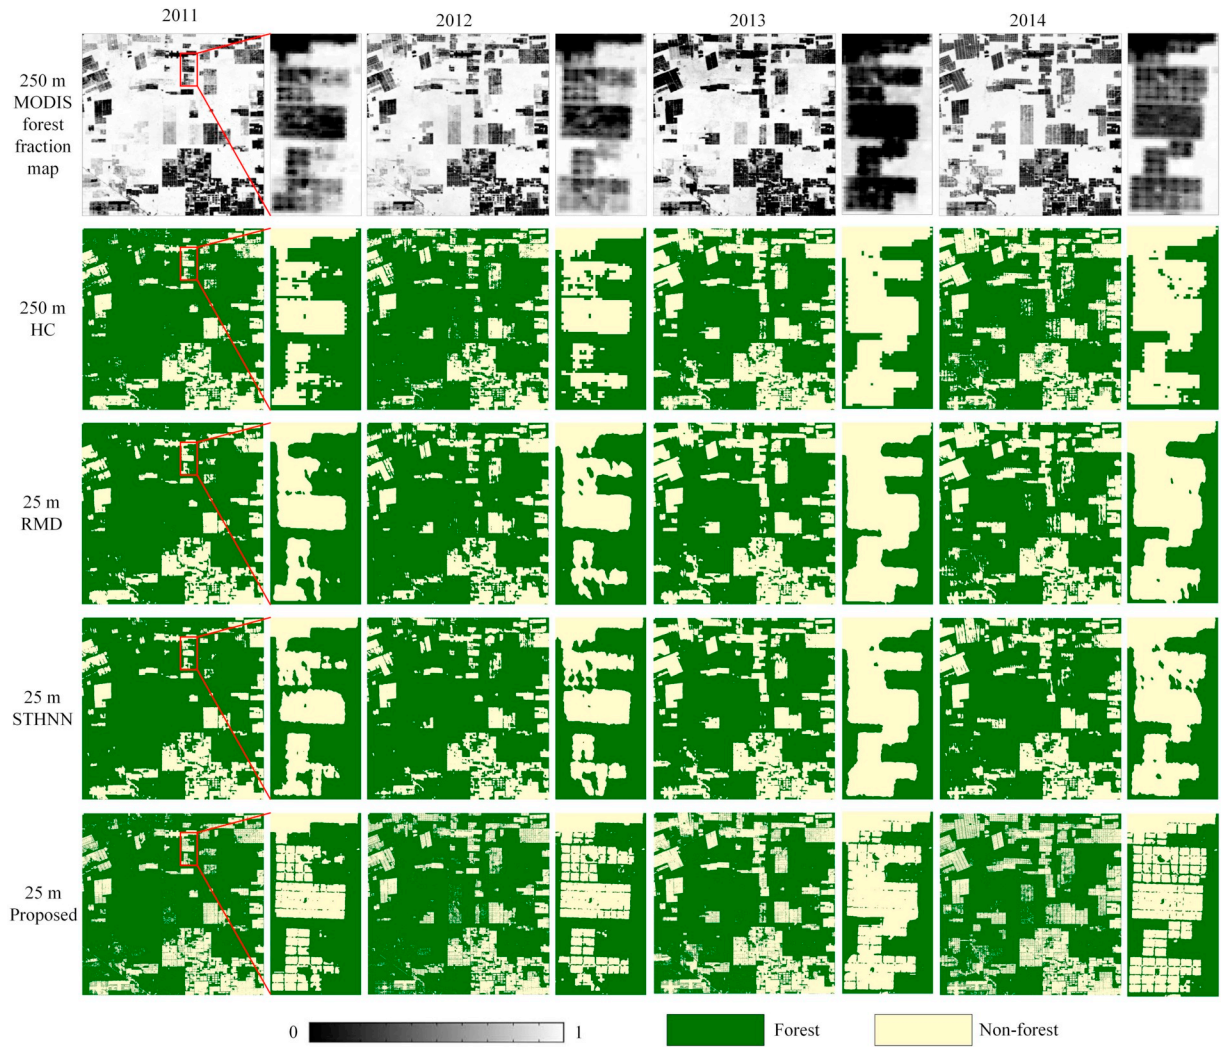 2011
2012
2013
2014
250 m
MODIS
forest
fraction
map
250 m
HC
25 m
RMD
25 m
STHNN
25 m
Proposed
0
1
Forest
Non-forest